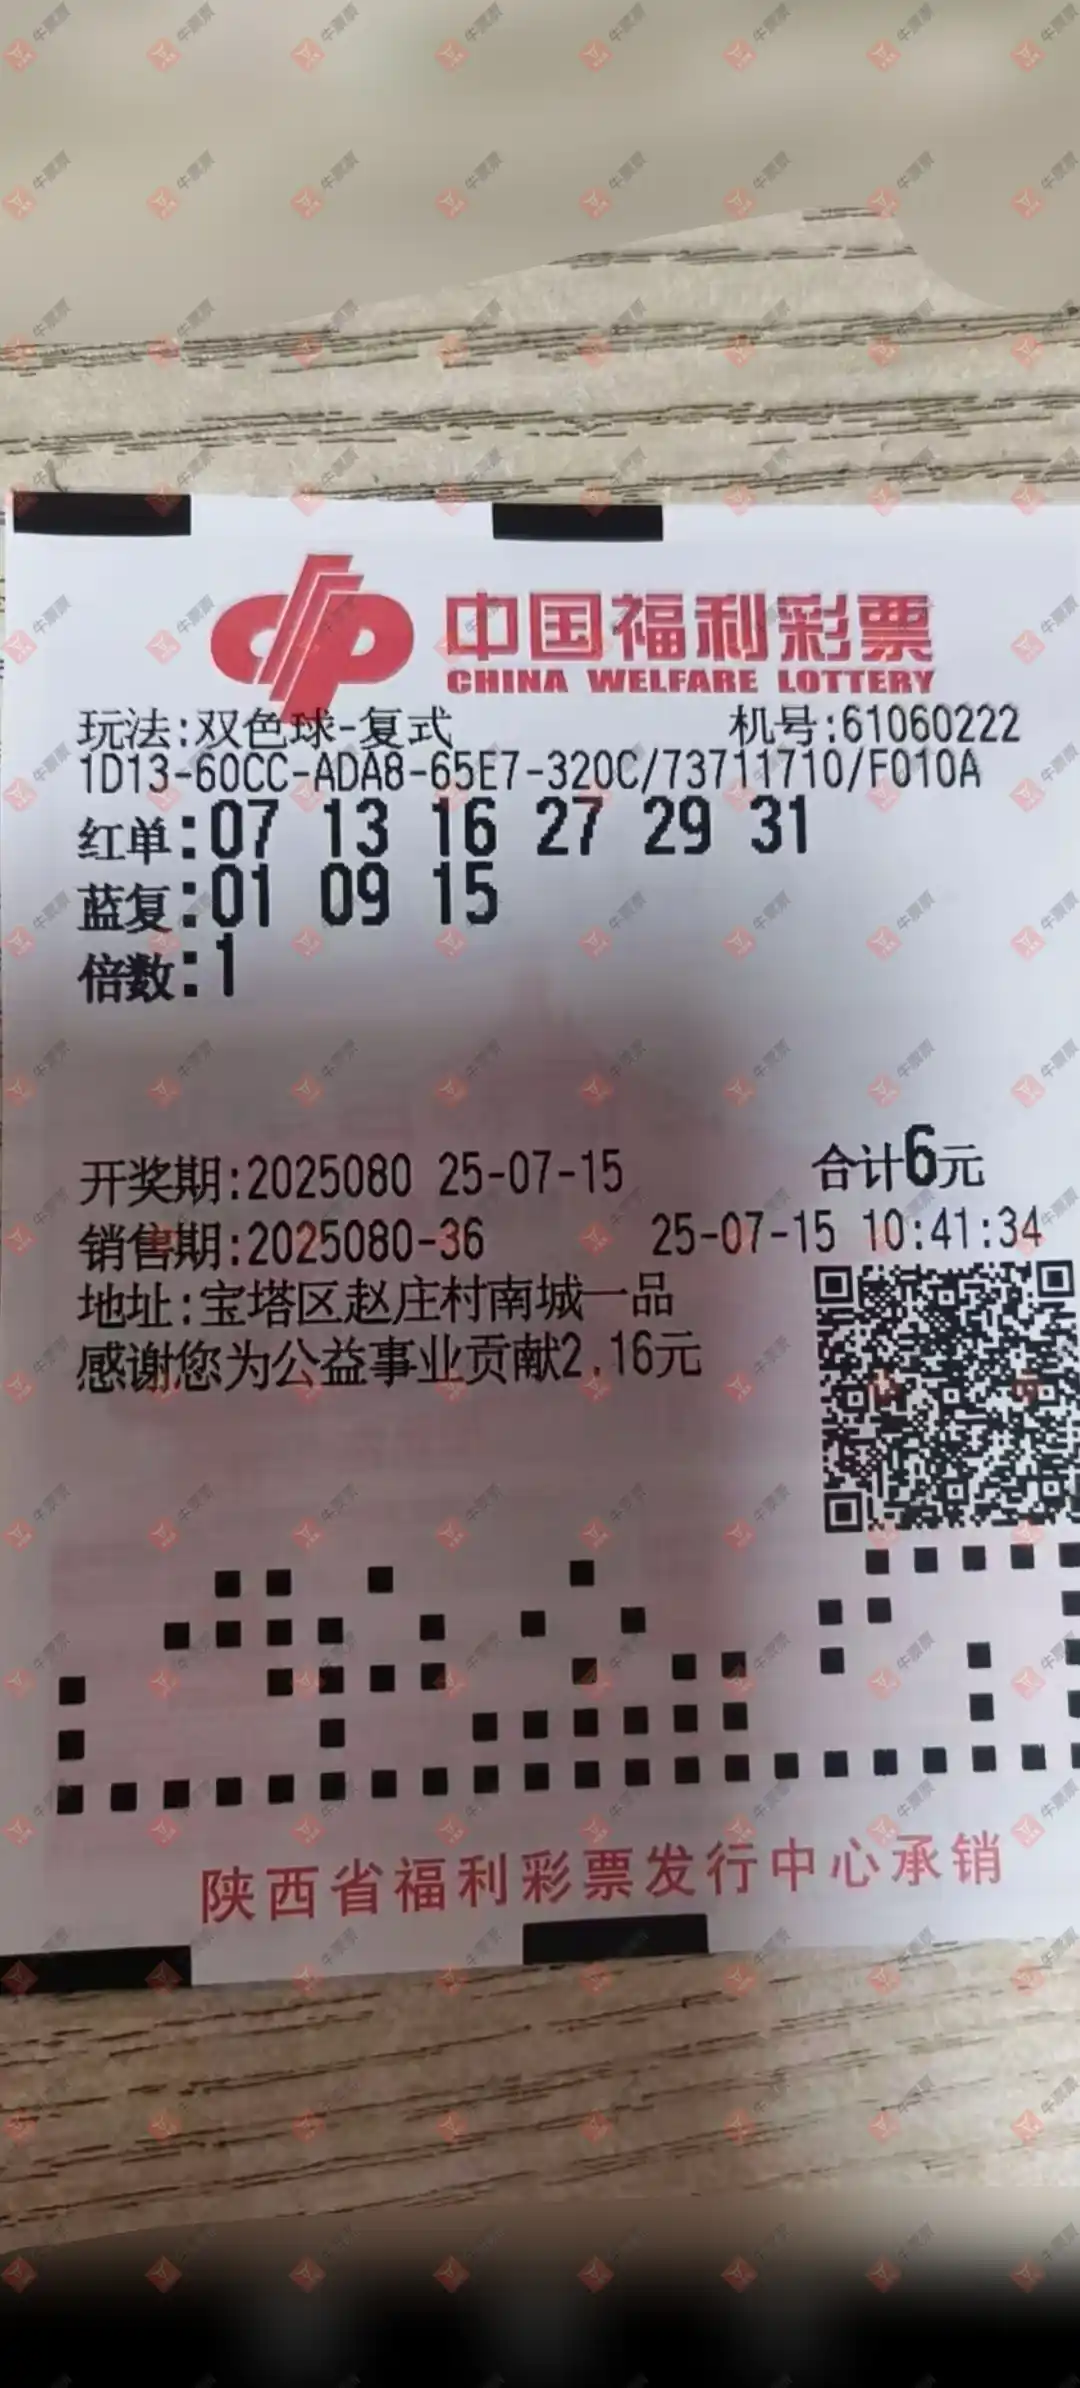 中国福利彩票
CHINA WELFARE LOTTERY
玩法:双色球-复式 机号:61060222
1D13-60CC-ADA8-65E7-320C/73711710/F010A
红单:07 13 16 27 29 31
蓝复:01 09 15
倍数:1
开奖期:2025080 25-07-15 合计6元
销售期:2025080-36 25-07-15 10:41:34
地址:宝塔区赵庄村南城一品
感谢您为公益事业贡献2.16元
陕西省福利彩票发行中心承销
牛票票